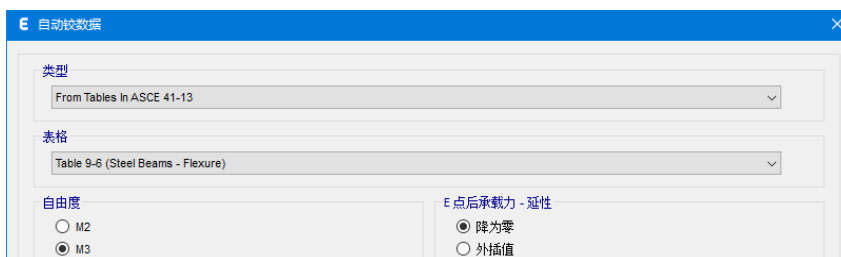 E 自动铰数据
类型
From Tables In ASCE 41-13
表格
Table 9-6 (Steel Beams - Flexure)
自由度
M2
M3
E 点后承载力 - 延性
降为零
外插值